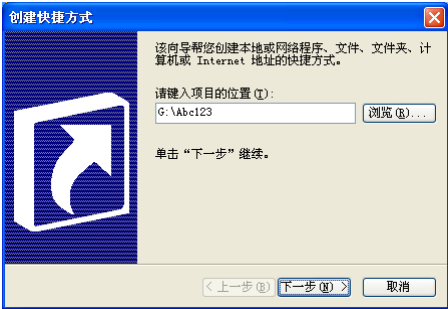 创建快捷方式
该向导帮您创建本地或网络程序、文件、文件夹、计
算机或 Internet 地址的快捷方式。
请键入项目的位置(T):
G:\Abc123
浏览(R)...
单击“下一步”继续。
< 上一步(B)
下一步(N) >
取消